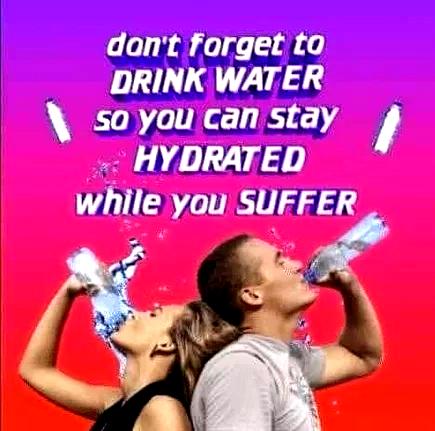 don't forget to
DRINK WATER
so you can stay
HYDRATED
while you SUFFER